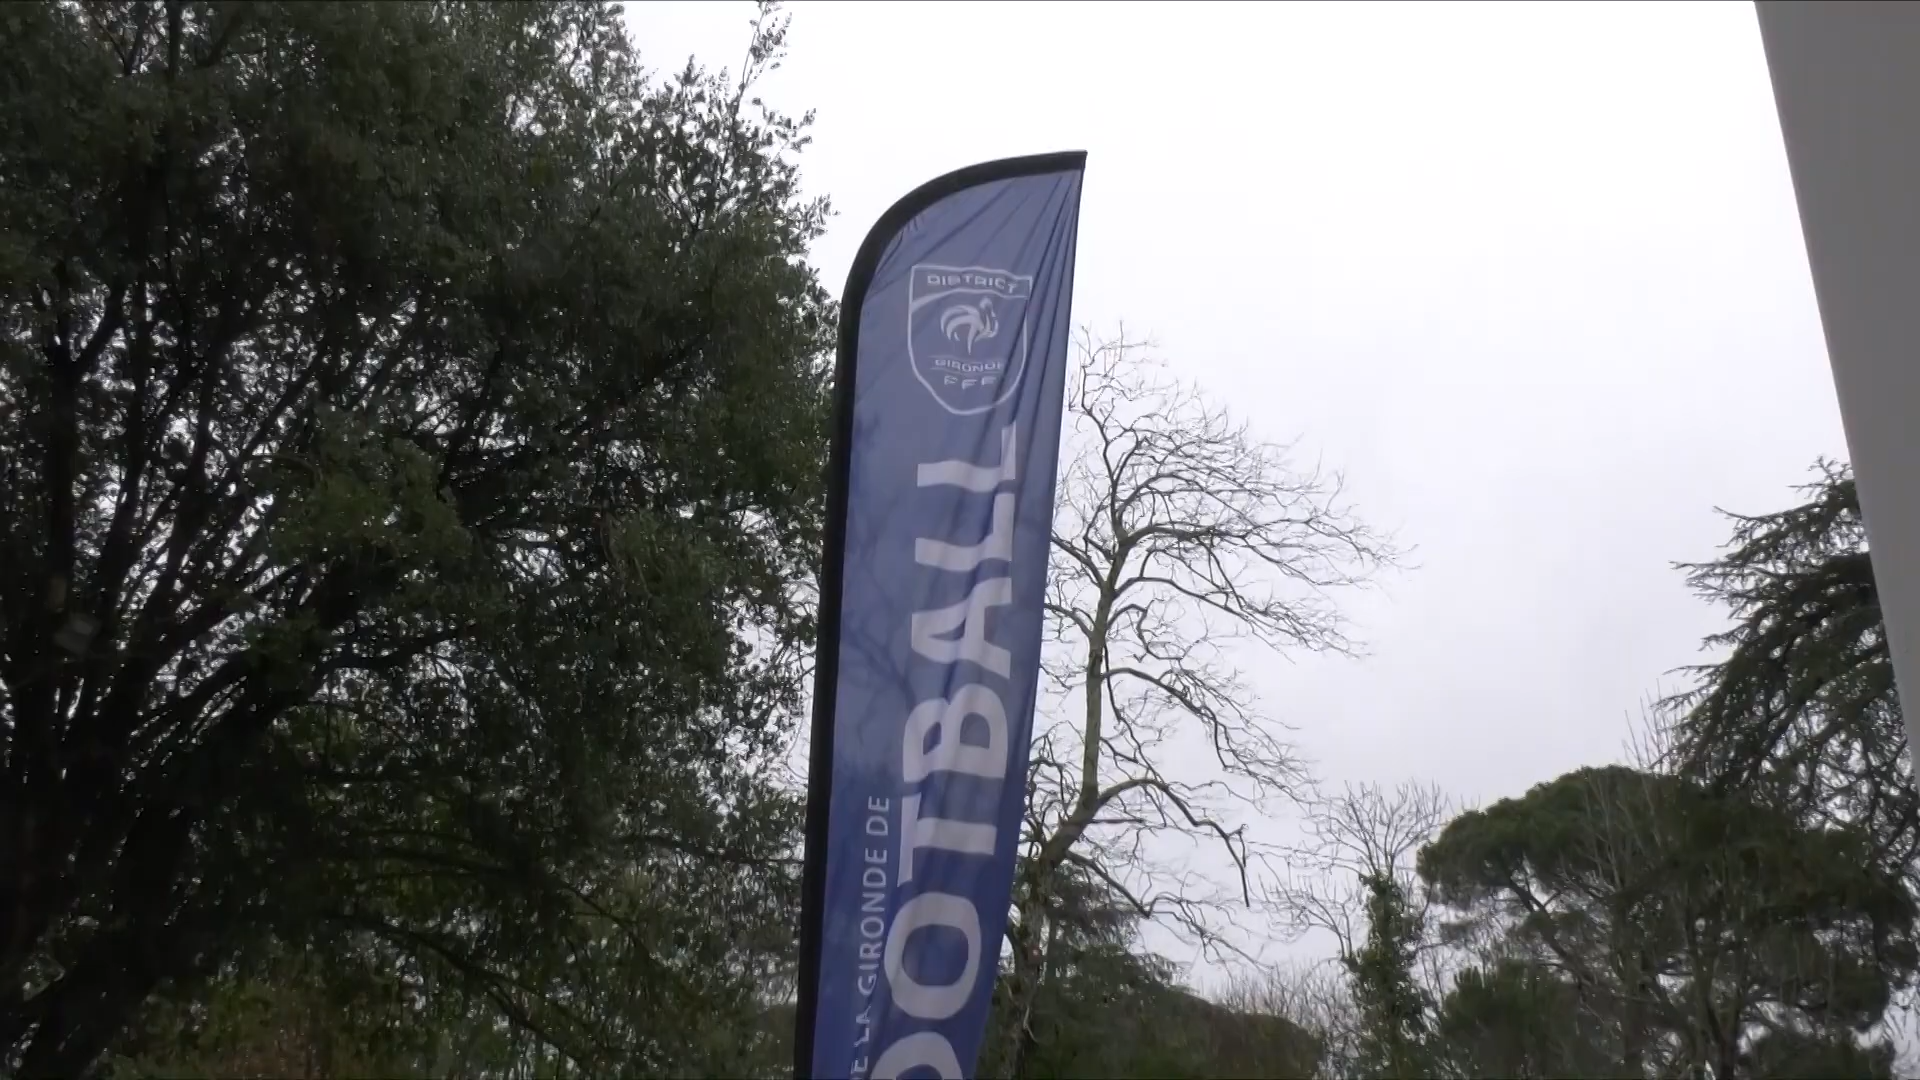 DISTRICT
GIRONDE
FFF
E LA GIRONDE DE
OOTBALL